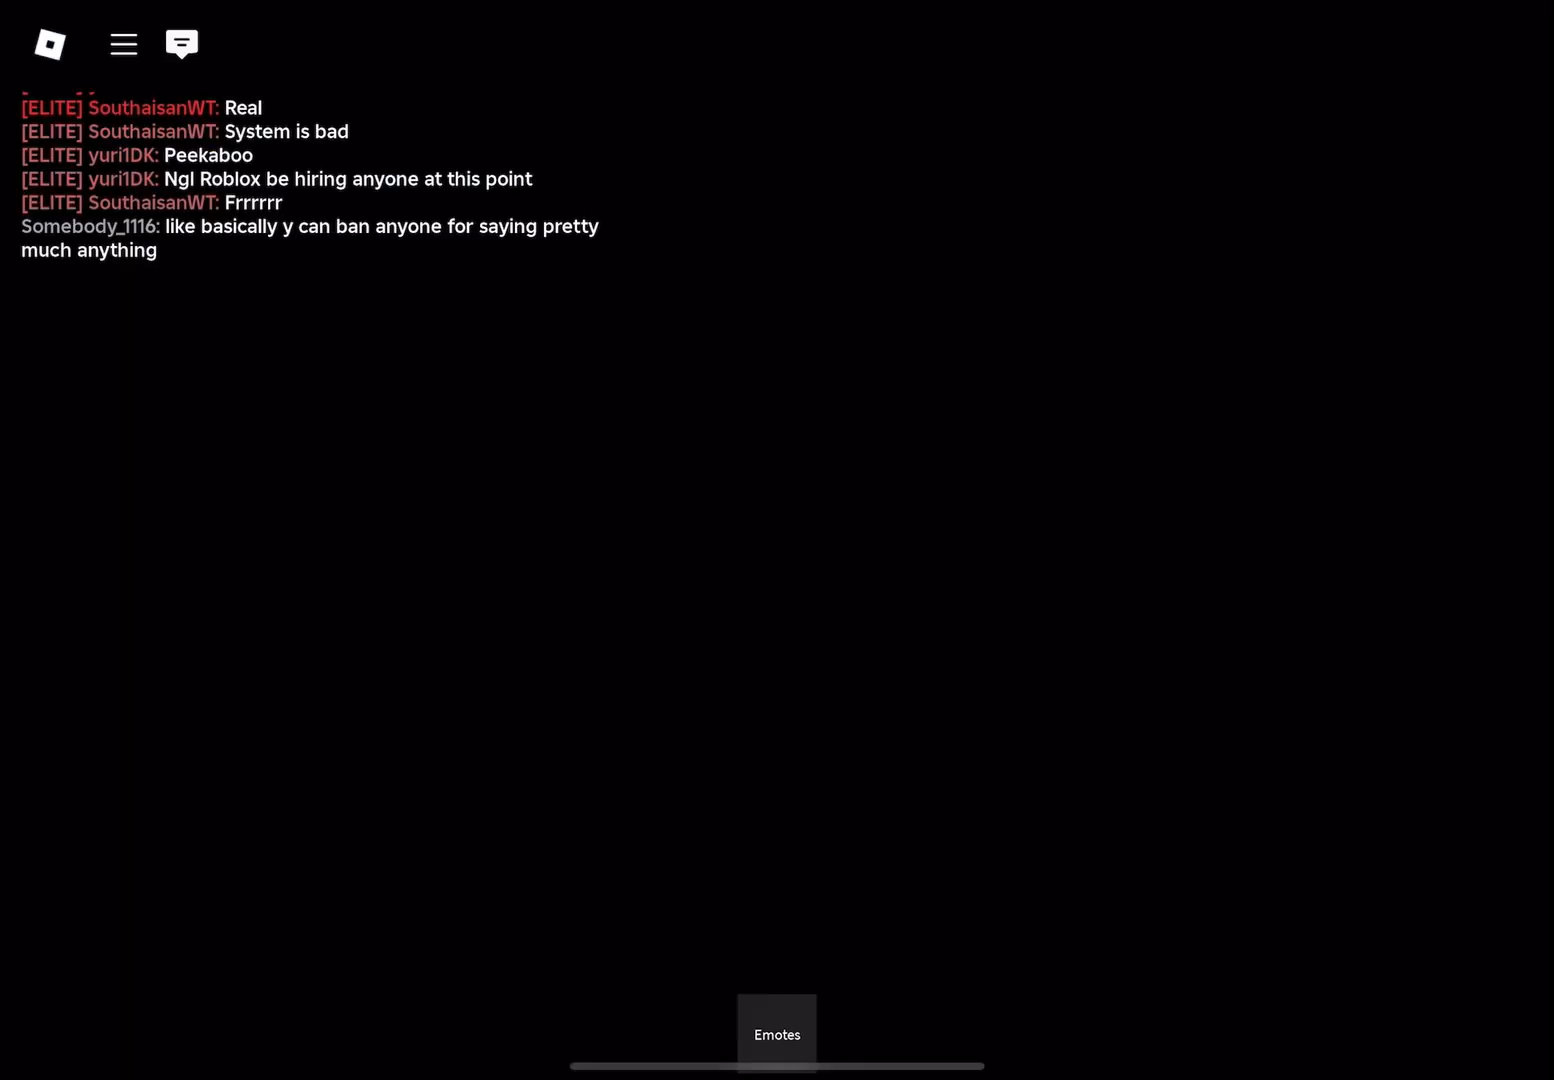 [ELITE] SouthaisanWT: Real
[ELITE] SouthaisanWT: System is bad
[ELITE] yuri1DK: Peekaboo
[ELITE] yuri1DK: Ngl Roblox be hiring anyone at this point
[ELITE] SouthaisanWT: Frrrrrr
Somebody_1116: like basically y can ban anyone for saying pretty
much anything
Emotes